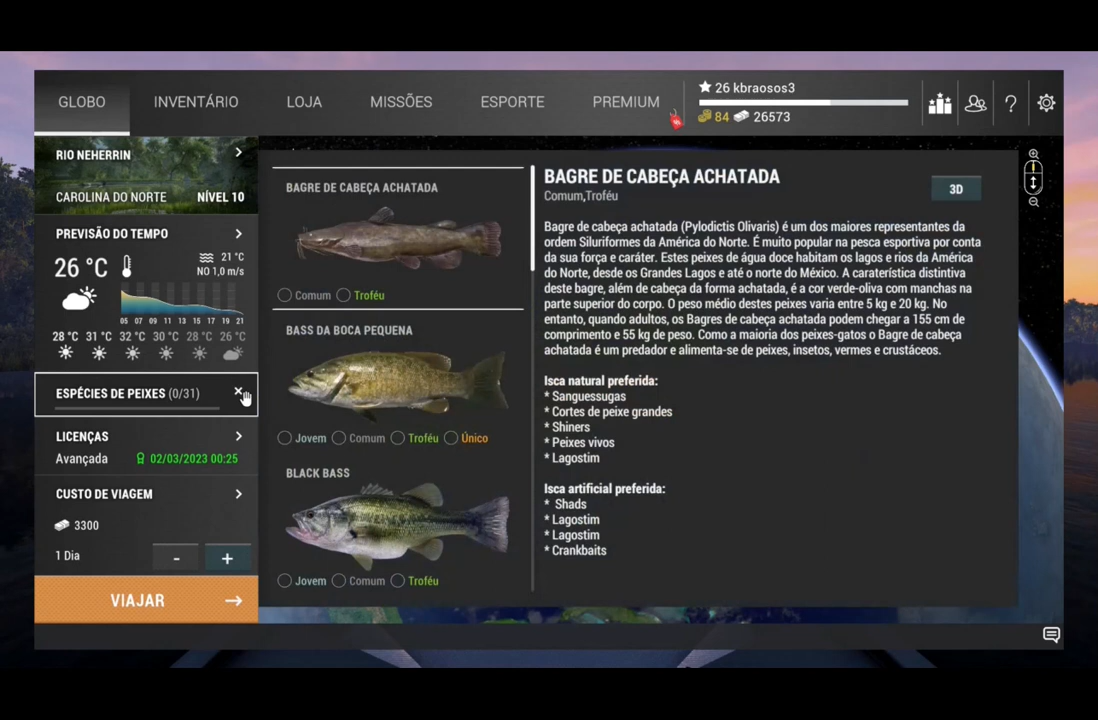 GLOBO INVENTÁRIO LOJA MISSÕES ESPORTE PREMIUM
26 kbraosos3
84 26573
?
RIO NEHERRIN
CAROLINA DO NORTE NÍVEL 10
PREVISÃO DO TEMPO
26 °C
21 °C
NO 1,0 m/s
05 07 09 11 13 15 17 19 21
28 °C 31 °C 32 °C 30 °C 28 °C 26 °C
ESPÉCIES DE PEIXES (0/31)
LICENÇAS
Avançada 02/03/2023 00:25
CUSTO DE VIAGEM
3300
1 Dia - +
VIAJAR
BAGRE DE CABEÇA ACHATADA
Comum Troféu
BASS DA BOCA PEQUENA
Jovem Comum Troféu Único
BLACK BASS
Jovem Comum Troféu
BAGRE DE CABEÇA ACHATADA
Comum,Troféu
3D
Bagre de cabeça achatada (Pylodictis Olivaris) é um dos maiores representantes da
ordem Siluriformes da América do Norte. É muito popular na pesca esportiva por conta
da sua força e caráter. Estes peixes de água doce habitam os lagos e rios da América
do Norte, desde os Grandes Lagos e até o norte do México. A caraterística distintiva
deste bagre, além de cabeça da forma achatada, é a cor verde-oliva com manchas na
parte superior do corpo. O peso médio destes peixes varia entre 5 kg e 20 kg. No
entanto, quando adultos, os Bagres de cabeça achatada podem chegar a 155 cm de
comprimento e 55 kg de peso. Como a maioria dos peixes-gatos o Bagre de cabeça
achatada é um predador e alimenta-se de peixes, insetos, vermes e crustáceos.
Isca natural preferida:
* Sanguessugas
* Cortes de peixe grandes
* Shiners
* Peixes vivos
* Lagostim
Isca artificial preferida:
* Shads
* Lagostim
* Lagostim
* Crankbaits